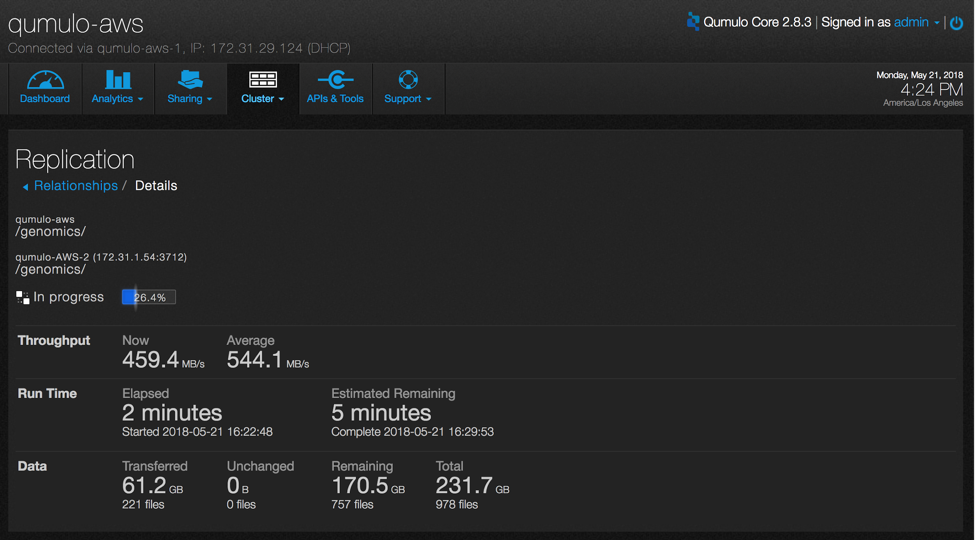 qumulo-aws
Qumulo Core 2.8.3 | Signed in as admin
Connected via qumulo-aws-1, IP: 172.31.29.124 (DHCP)
Dashboard Analytics Sharing Cluster APIs & Tools Support
Monday, May 21, 2018
4:24 PM
America/Los Angeles
Replication
Relationships / Details
qumulo-aws
/genomics/
qumulo-AWS-2 (172.31.1.54:3712)
/genomics/
In progress 26.4%
Throughput Now Average
459.4 MB/s 544.1 MB/s
Run Time Elapsed Estimated Remaining
2 minutes 5 minutes
Started 2018-05-21 16:22:48 Complete 2018-05-21 16:29:53
Data Transferred Unchanged Remaining Total
61.2 GB 0 B 170.5 GB 231.7 GB
221 files 0 files 757 files 978 files